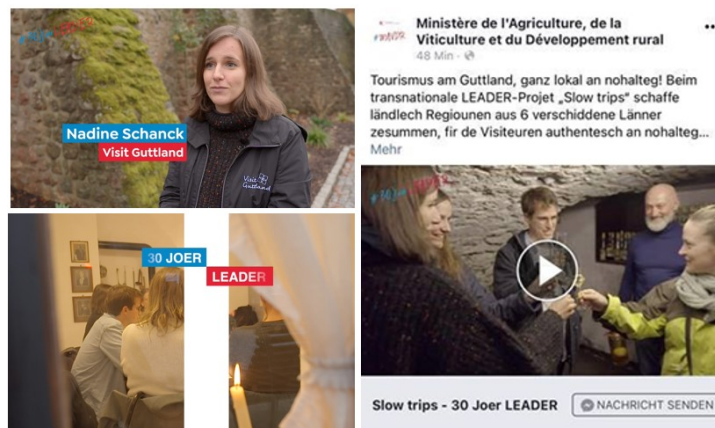 Nadine Schanck
Visit Guttland
Visit
Guttland
30 JOER
LEADER
Ministère de l'Agriculture, de la
Viticulture et du Développement rural
48 Min ·
Tourismus am Guttland, ganz lokal an nohalteg! Beim
transnationale LEADER-Projet „Slow trips“ schaffe
ländlech Regiounen aus 6 verschiddene Länner
zesummen, fir de Visiteuren authentesch an nohalteg...
Mehr
Slow trips - 30 Joer LEADER
NACHRICHT SENDEN